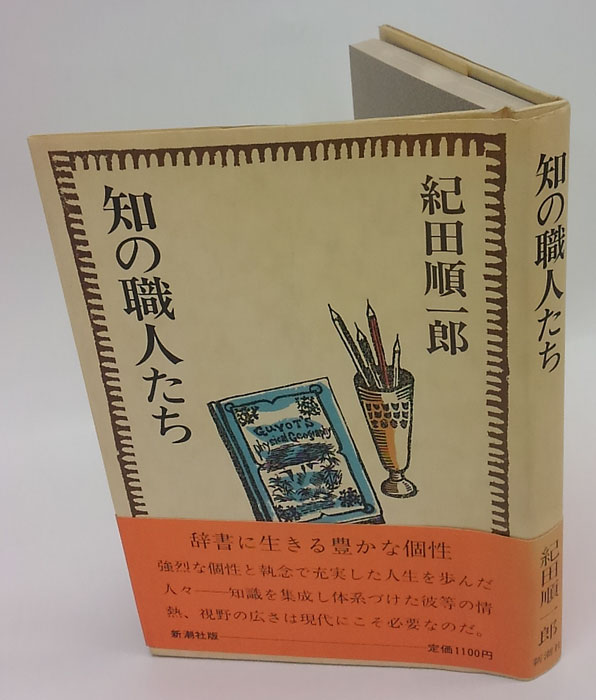 知の職人たち
紀田順一郎
GUYOT'S
Physical Geography
辞書に生きる豊かな個性
強烈な個性と執念で充実した人生を歩んだ
人々――知識を集成し体系づけた彼等の情
熱、視野の広さは現代にこそ必要なのだ。
新潮社版
定価1100円
知の職人たち
紀田順一郎
新潮社